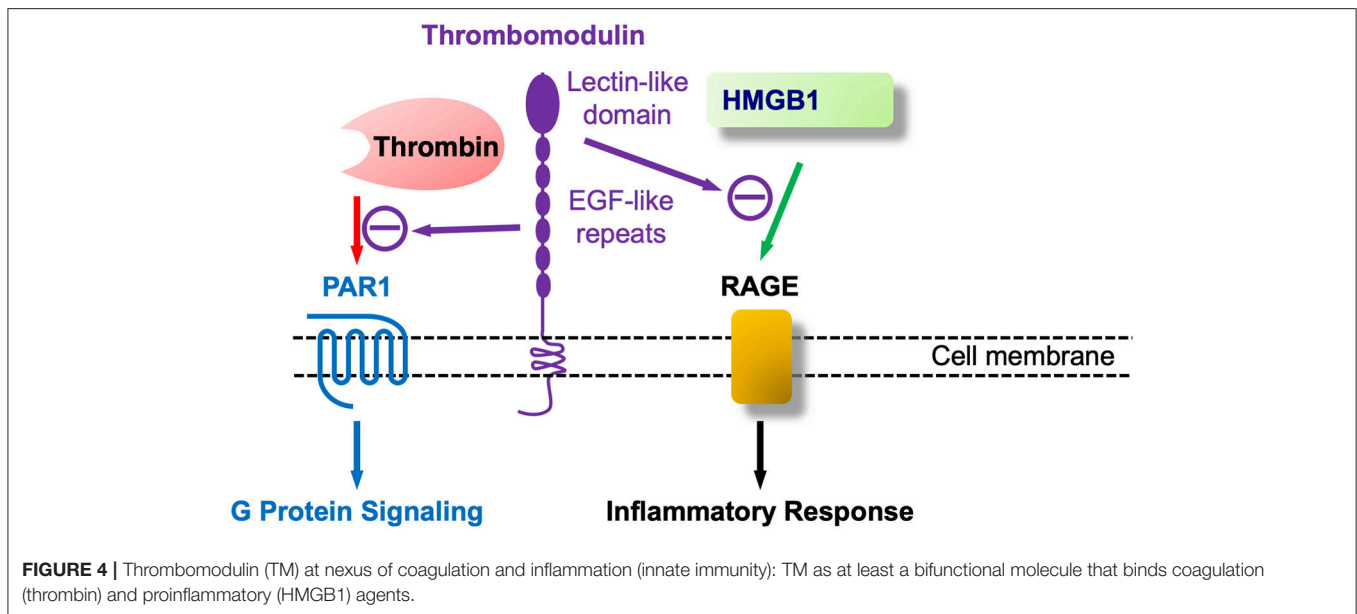 Thrombomodulin
Lectin-like
domain
HMGB1
Thrombin
EGF-like
repeats
PAR1
RAGE
Cell membrane
G Protein Signaling
Inflammatory Response
FIGURE 4 | Thrombomodulin (TM) at nexus of coagulation and inflammation (innate immunity): TM as at least a bifunctional molecule that binds coagulation
(thrombin) and proinflammatory (HMGB1) agents.